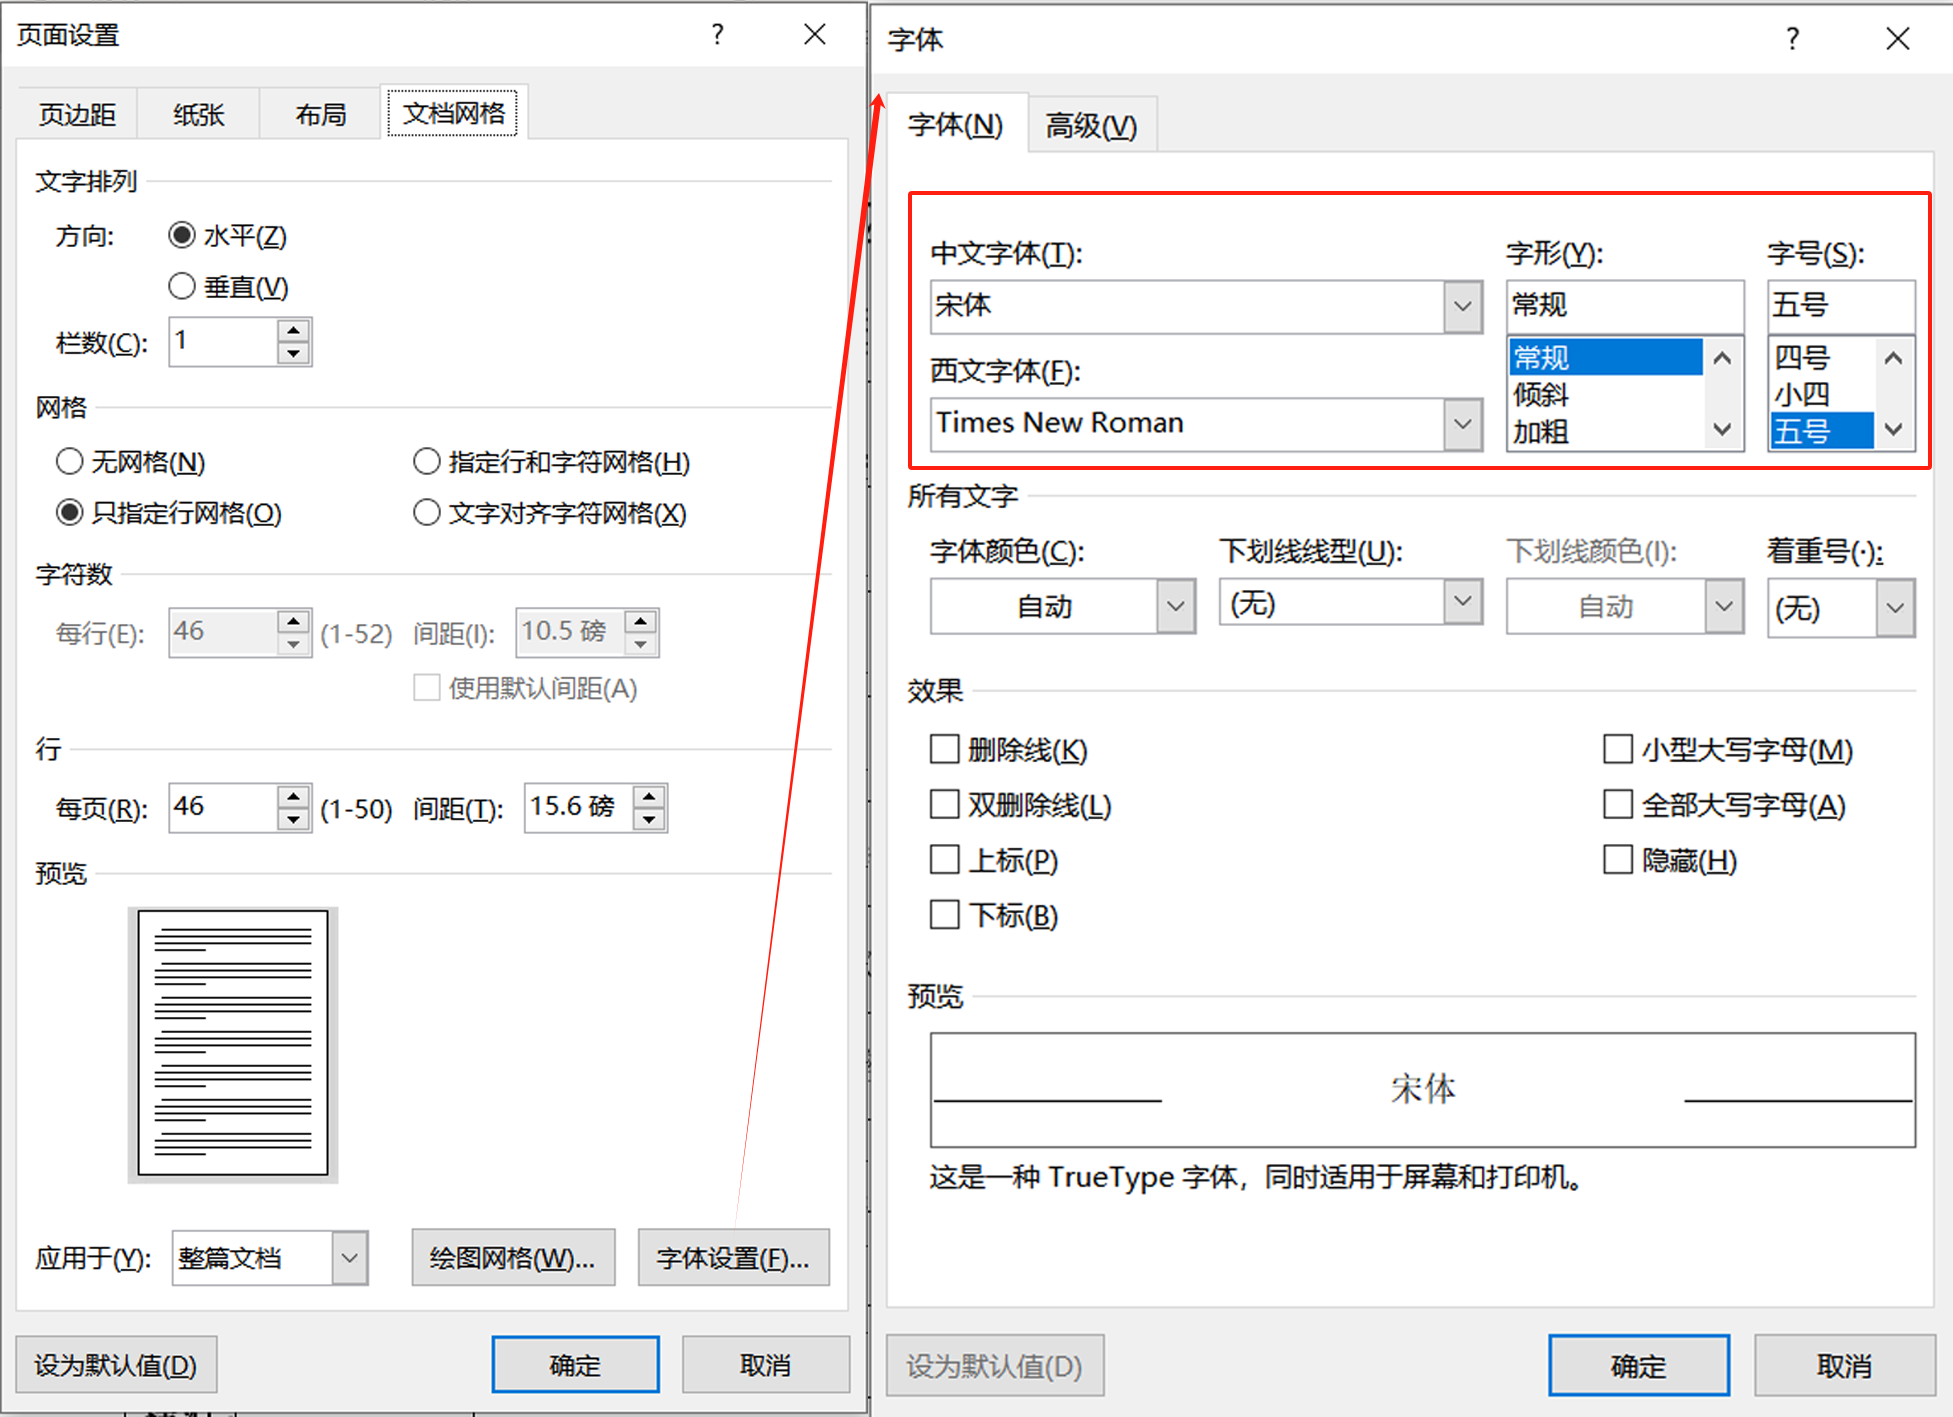 页面设置
?
页边距
纸张
布局
文档网格
文字排列
方向:
水平(Z)
垂直(V)
栏数(C):
1
网格
无网格(N)
指定行和字符网格(H)
只指定行网格(O)
文字对齐字符网格(X)
字符数
每行(E):
46
(1-52)
间距(I):
10.5 磅
使用默认间距(A)
行
每页(R):
46
(1-50)
间距(T):
15.6 磅
预览
应用于(Y):
整篇文档
绘图网格(W)...
字体设置(F)...
设为默认值(D)
确定
取消
字体
?
字体(N)
高级(V)
中文字体(T):
字形(Y):
字号(S):
宋体
常规
五号
常规
四号
西文字体(F):
倾斜
小四
Times New Roman
加粗
五号
所有文字
字体颜色(C):
下划线线型(U):
下划线颜色(I):
着重号(·):
自动
(无)
自动
(无)
效果
删除线(K)
小型大写字母(M)
双删除线(L)
全部大写字母(A)
上标(P)
隐藏(H)
下标(B)
预览
宋体
这是一种 TrueType 字体，同时适用于屏幕和打印机。
设为默认值(D)
确定
取消